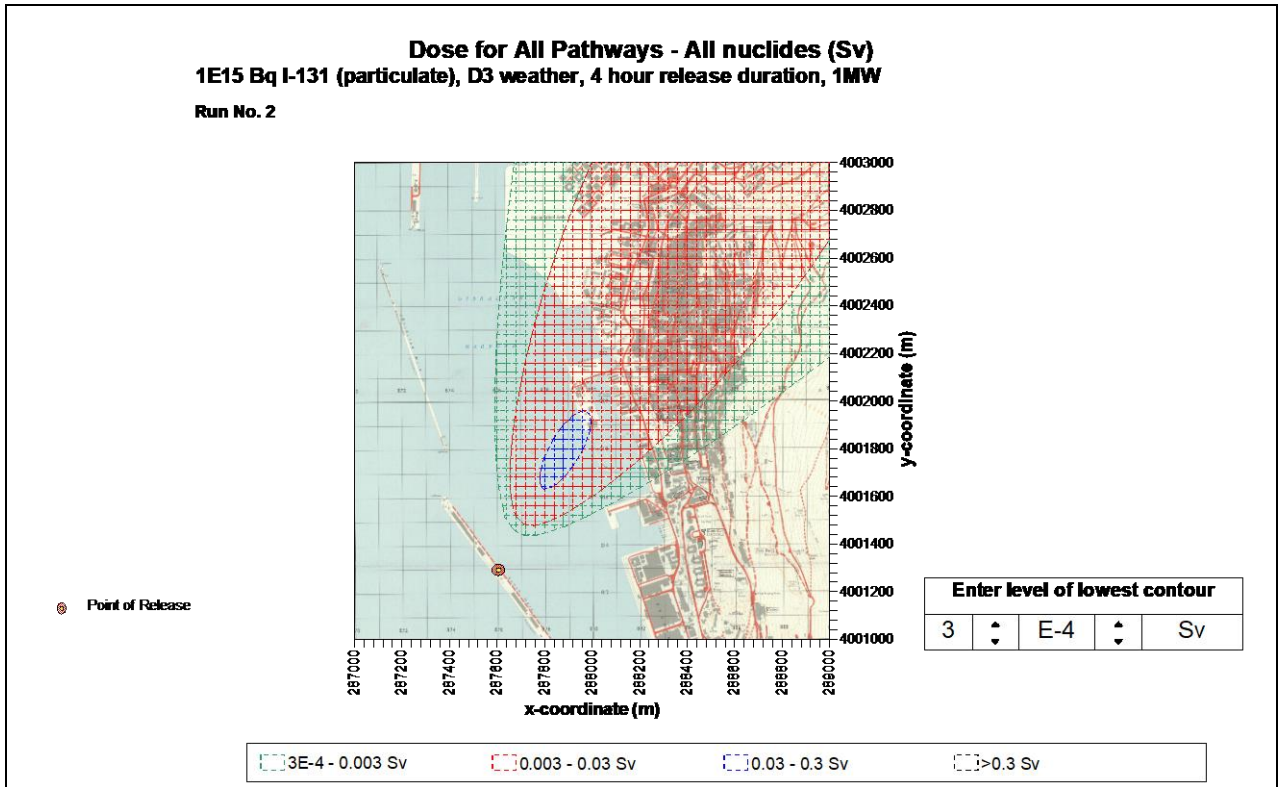 Dose for All Pathways - All nuclides (Sv)
1E15 Bq I-131 (particulate), D3 weather, 4 hour release duration, 1MW
Run No. 2
4003000
4002800
4002600
4002400
4002200
4002000
4001800
4001600
4001400
4001200
4001000
y-coordinate (m)
Point of Release
287000
287200
287400
287600
287800
288000
288200
288400
288600
288800
289000
x-coordinate (m)
Enter level of lowest contour
3 E-4 Sv
3E-4 - 0.003 Sv
0.003 - 0.03 Sv
0.03 - 0.3 Sv
>0.3 Sv